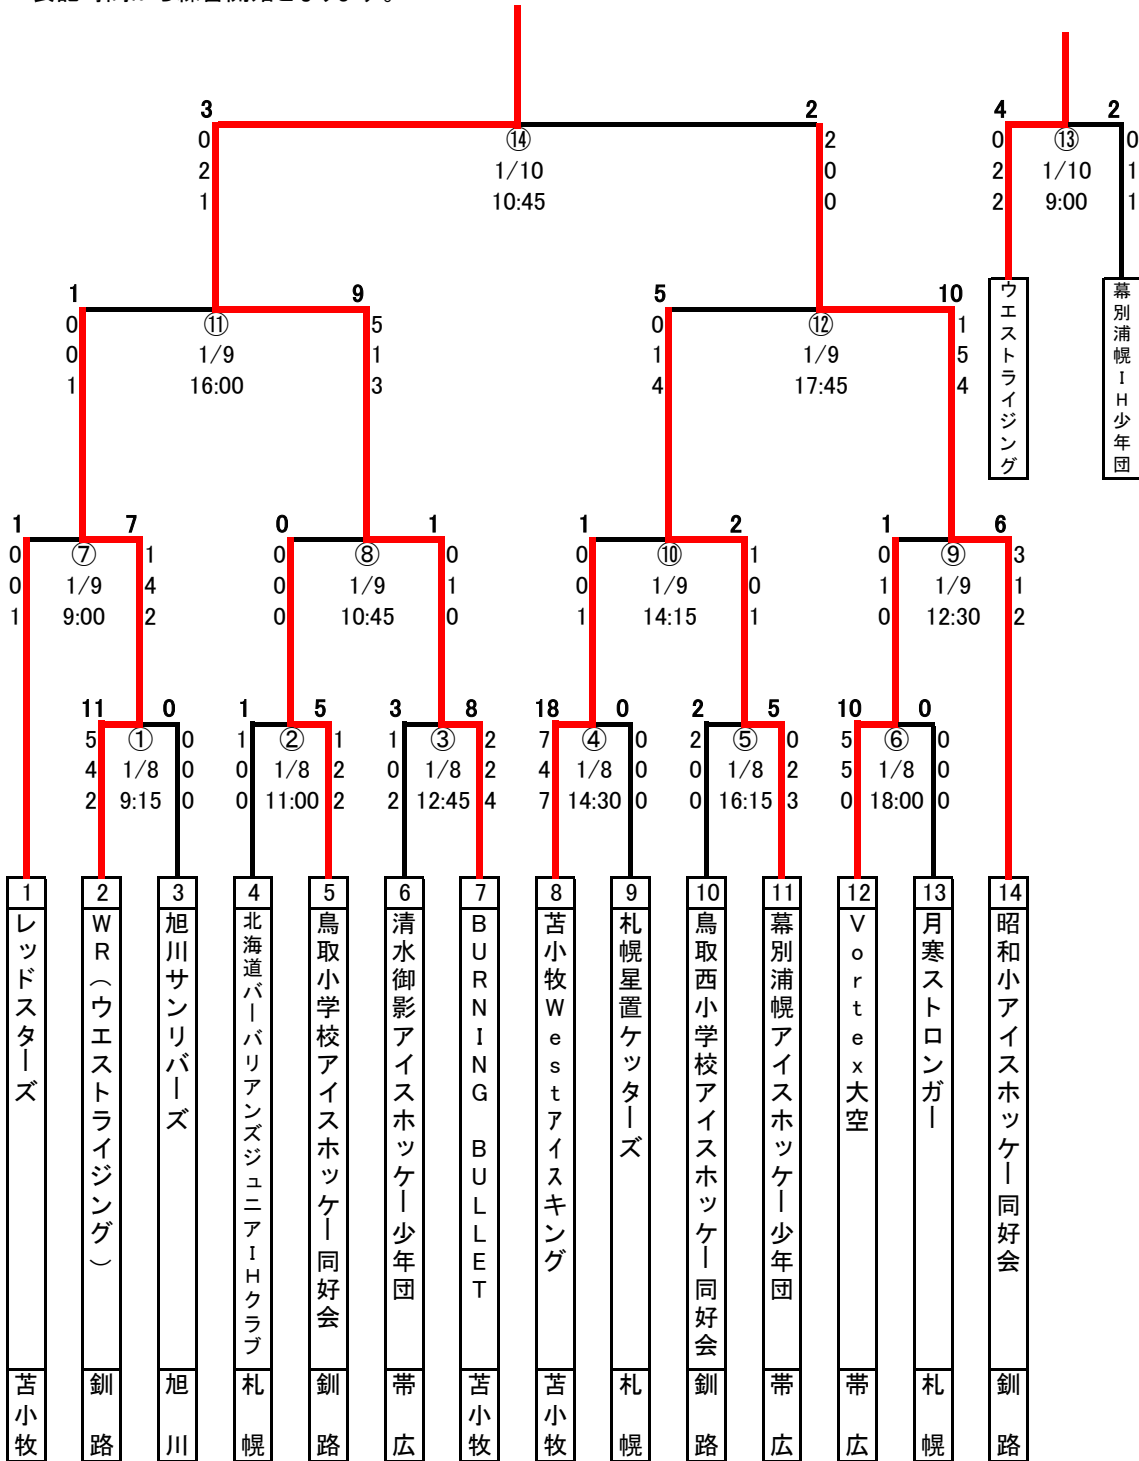 3 2 4 2
0 ⑭ 2 0 ⑬ 0
2 1/10 0 2 1/10 1
1 10:45 0 2 9:00 1
1 9 5 10
0 ⑪ 5 0 ⑫ 1
0 1/9 1 1 1/9 5
1 16:00 3 4 17:45 4
ウエストライジング
幕別浦幌IH少年団
1 7 0 1 1 2 1 6
0 ⑦ 1 0 ⑧ 0 0 ⑩ 1 0 ⑨ 3
0 1/9 4 0 1/9 1 0 1/9 0 1 1/9 1
1 9:00 2 0 10:45 0 1 14:15 1 0 12:30 2
11 0 1 5 3 8 18 0 2 5 10 0
5 ① 0 1 ② 1 1 ③ 2 7 ④ 0 2 ⑤ 0 5 ⑥ 0
4 1/8 0 0 1/8 2 0 1/8 2 4 1/8 0 0 1/8 2 5 1/8 0
2 9:15 0 0 11:00 2 2 12:45 4 7 14:30 0 0 16:15 3 0 18:00 0
1 レッドスターズ 苫小牧
2 WR(ウエストライジング) 釧路
3 旭川サンリバーズ 旭川
4 北海道バーバリアンズジュニアIHクラブ 札幌
5 鳥取小学校アイスホッケー同好会 釧路
6 清水御影アイスホッケー少年団 帯広
7 BURNING BULLET 苫小牧
8 苫小牧Westアイスキング 苫小牧
9 札幌星置ケッターズ 札幌
10 鳥取西小学校アイスホッケー同好会 釧路
11 幕別浦幌アイスホッケー少年団 帯広
12 Vortex大空 帯広
13 月寒ストロンガー 札幌
14 昭和小アイスホッケー同好会 釧路